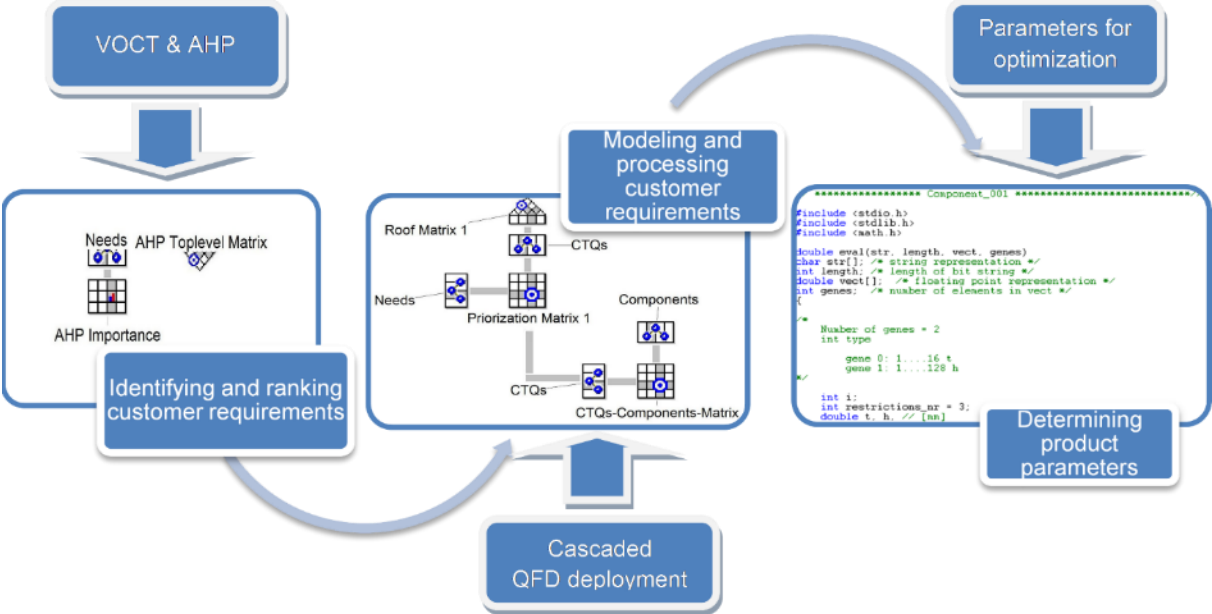 VOCT & AHP
Needs
AHP Toplevel Matrix
AHP Importance
Identifying and ranking
customer requirements
Roof Matrix 1
CTQs
Needs
Priorization Matrix 1
Components
CTQs
CTQs-Components-Matrix
Modeling and
processing
customer
requirements
Cascaded
QFD deployment
Parameters for
optimization
****************** Component_001 ******************************/
#include <stdio.h>
#include <stdlib.h>
#include <math.h>
double eval(str, length, vect, genes)
char str[]; /* string representation */
int length; /* length of bit string */
double vect[]; /* floating point representation */
int genes; /* number of elements in vect */
{
/*
Number of genes = 2
int type
gene 0: 1....16 t
gene 1: 1....128 h
*/
int i;
int restrictions_nr = 3;
double t, h, // [mm]
Determining
product
parameters